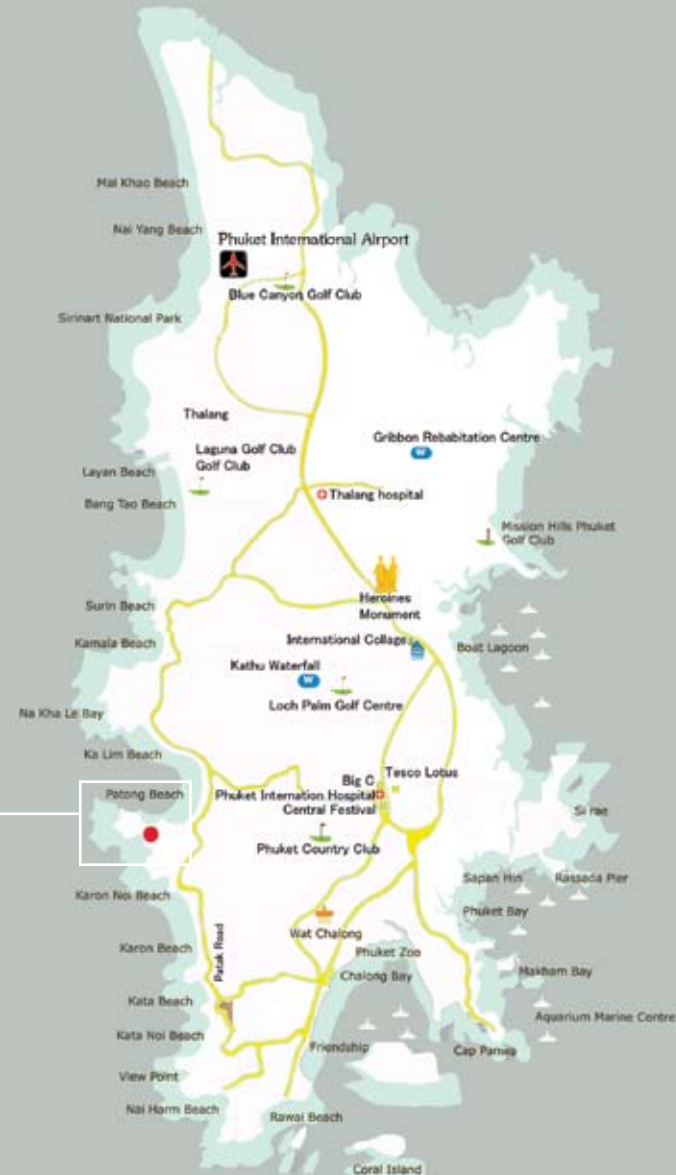 Mai Khao Beach
Nai Yang Beach
Phuket International Airport
Blue Canyon Golf Club
Sirinart National Park
Thalang
Gribbon Rebabitation Centre
Laguna Golf Club
Golf Club
Layan Beach
Thalang hospital
Bang Tao Beach
Mission Hills Phuket
Golf Club
Heroines
Monument
Surin Beach
International Collage
Kamala Beach
Boat Lagoon
Kathu Waterfall
Loch Palm Golf Centre
Na Kha Le Bay
Ka Lim Beach
Big C
Tesco Lotus
Patong Beach
Phuket Internation Hospital
Central Festival
Si rae
Phuket Country Club
Sapan Hin
Rassada Pier
Karon Noi Beach
Phuket Bay
Wat Chalong
Patak Road
Karon Beach
Phuket Zoo
Chalong Bay
Makham Bay
Kata Beach
Aquarium Marine Centre
Kata Noi Beach
Friendship
Cap Panwa
View Point
Nai Harm Beach
Rawai Beach
Coral Island
W
W